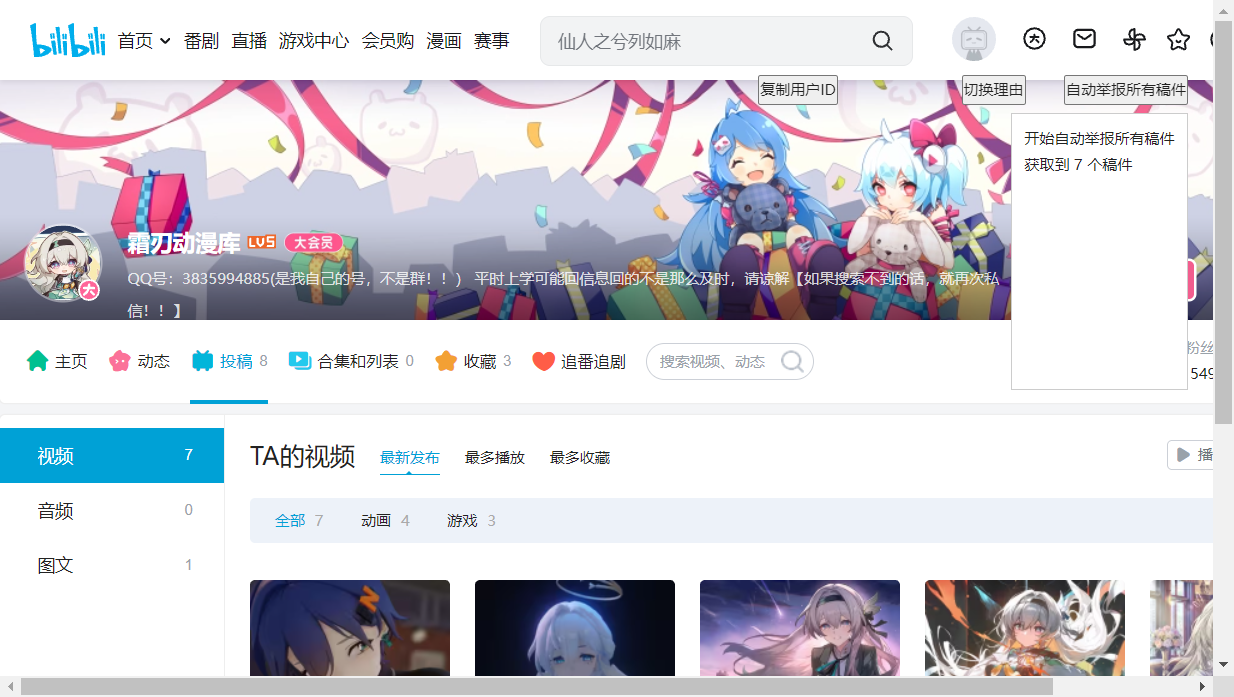 bilibili 首页 番剧 直播 游戏中心 会员购 漫画 赛事 仙人之兮列如麻
复制用户ID 切换理由 自动举报所有稿件
开始自动举报所有稿件
获取到 7 个稿件
霜刃动漫库 LV5 大会员
QQ号：3835994885(是我自己的号，不是群！！) 平时上学可能回信息回的不是那么及时，请谅解【如果搜索不到的话，就再次私
信！！】
大
主页 动态 投稿 8 合集和列表 0 收藏 3 追番追剧 搜索视频、动态
粉丝
549
视频 7
音频 0
图文 1
TA的视频 最新发布 最多播放 最多收藏 播
全部 7 动画 4 游戏 3